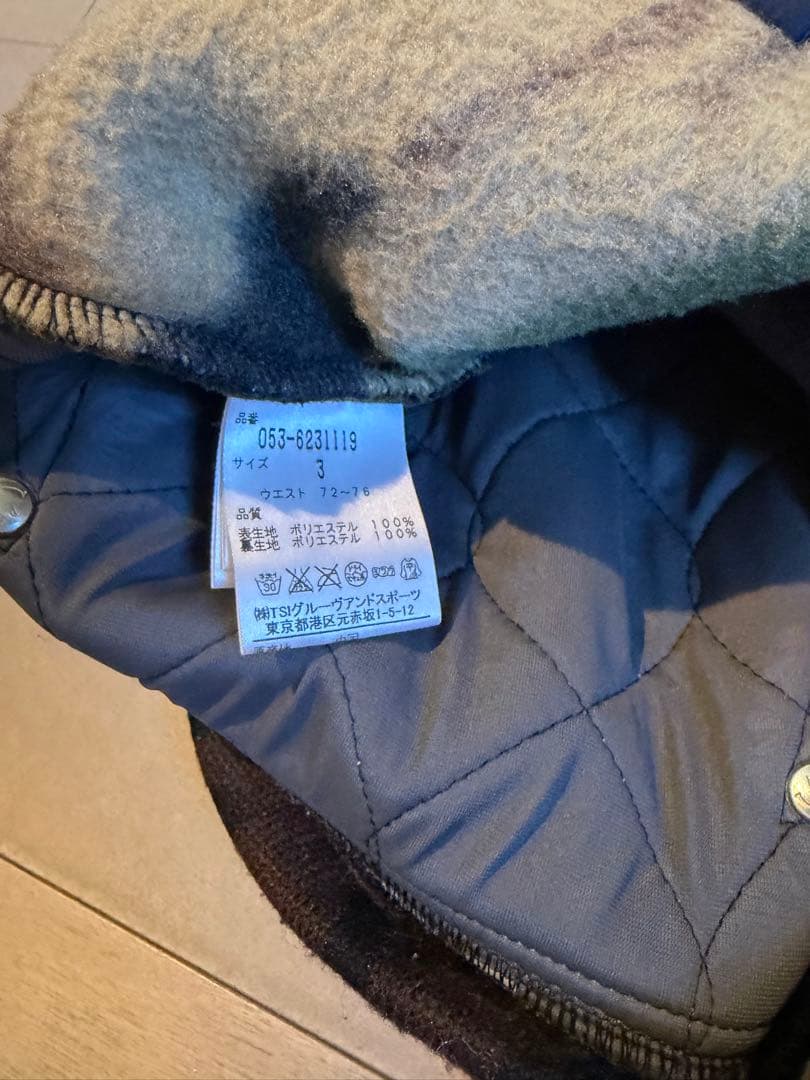 品番
053-6231119
サイズ
3
ウエスト 72〜76
品質
表生地 ポリエステル 100%
裏生地 ポリエステル 100%
㈱TSIグルーヴアンドスポーツ
東京都港区元赤坂1-5-12